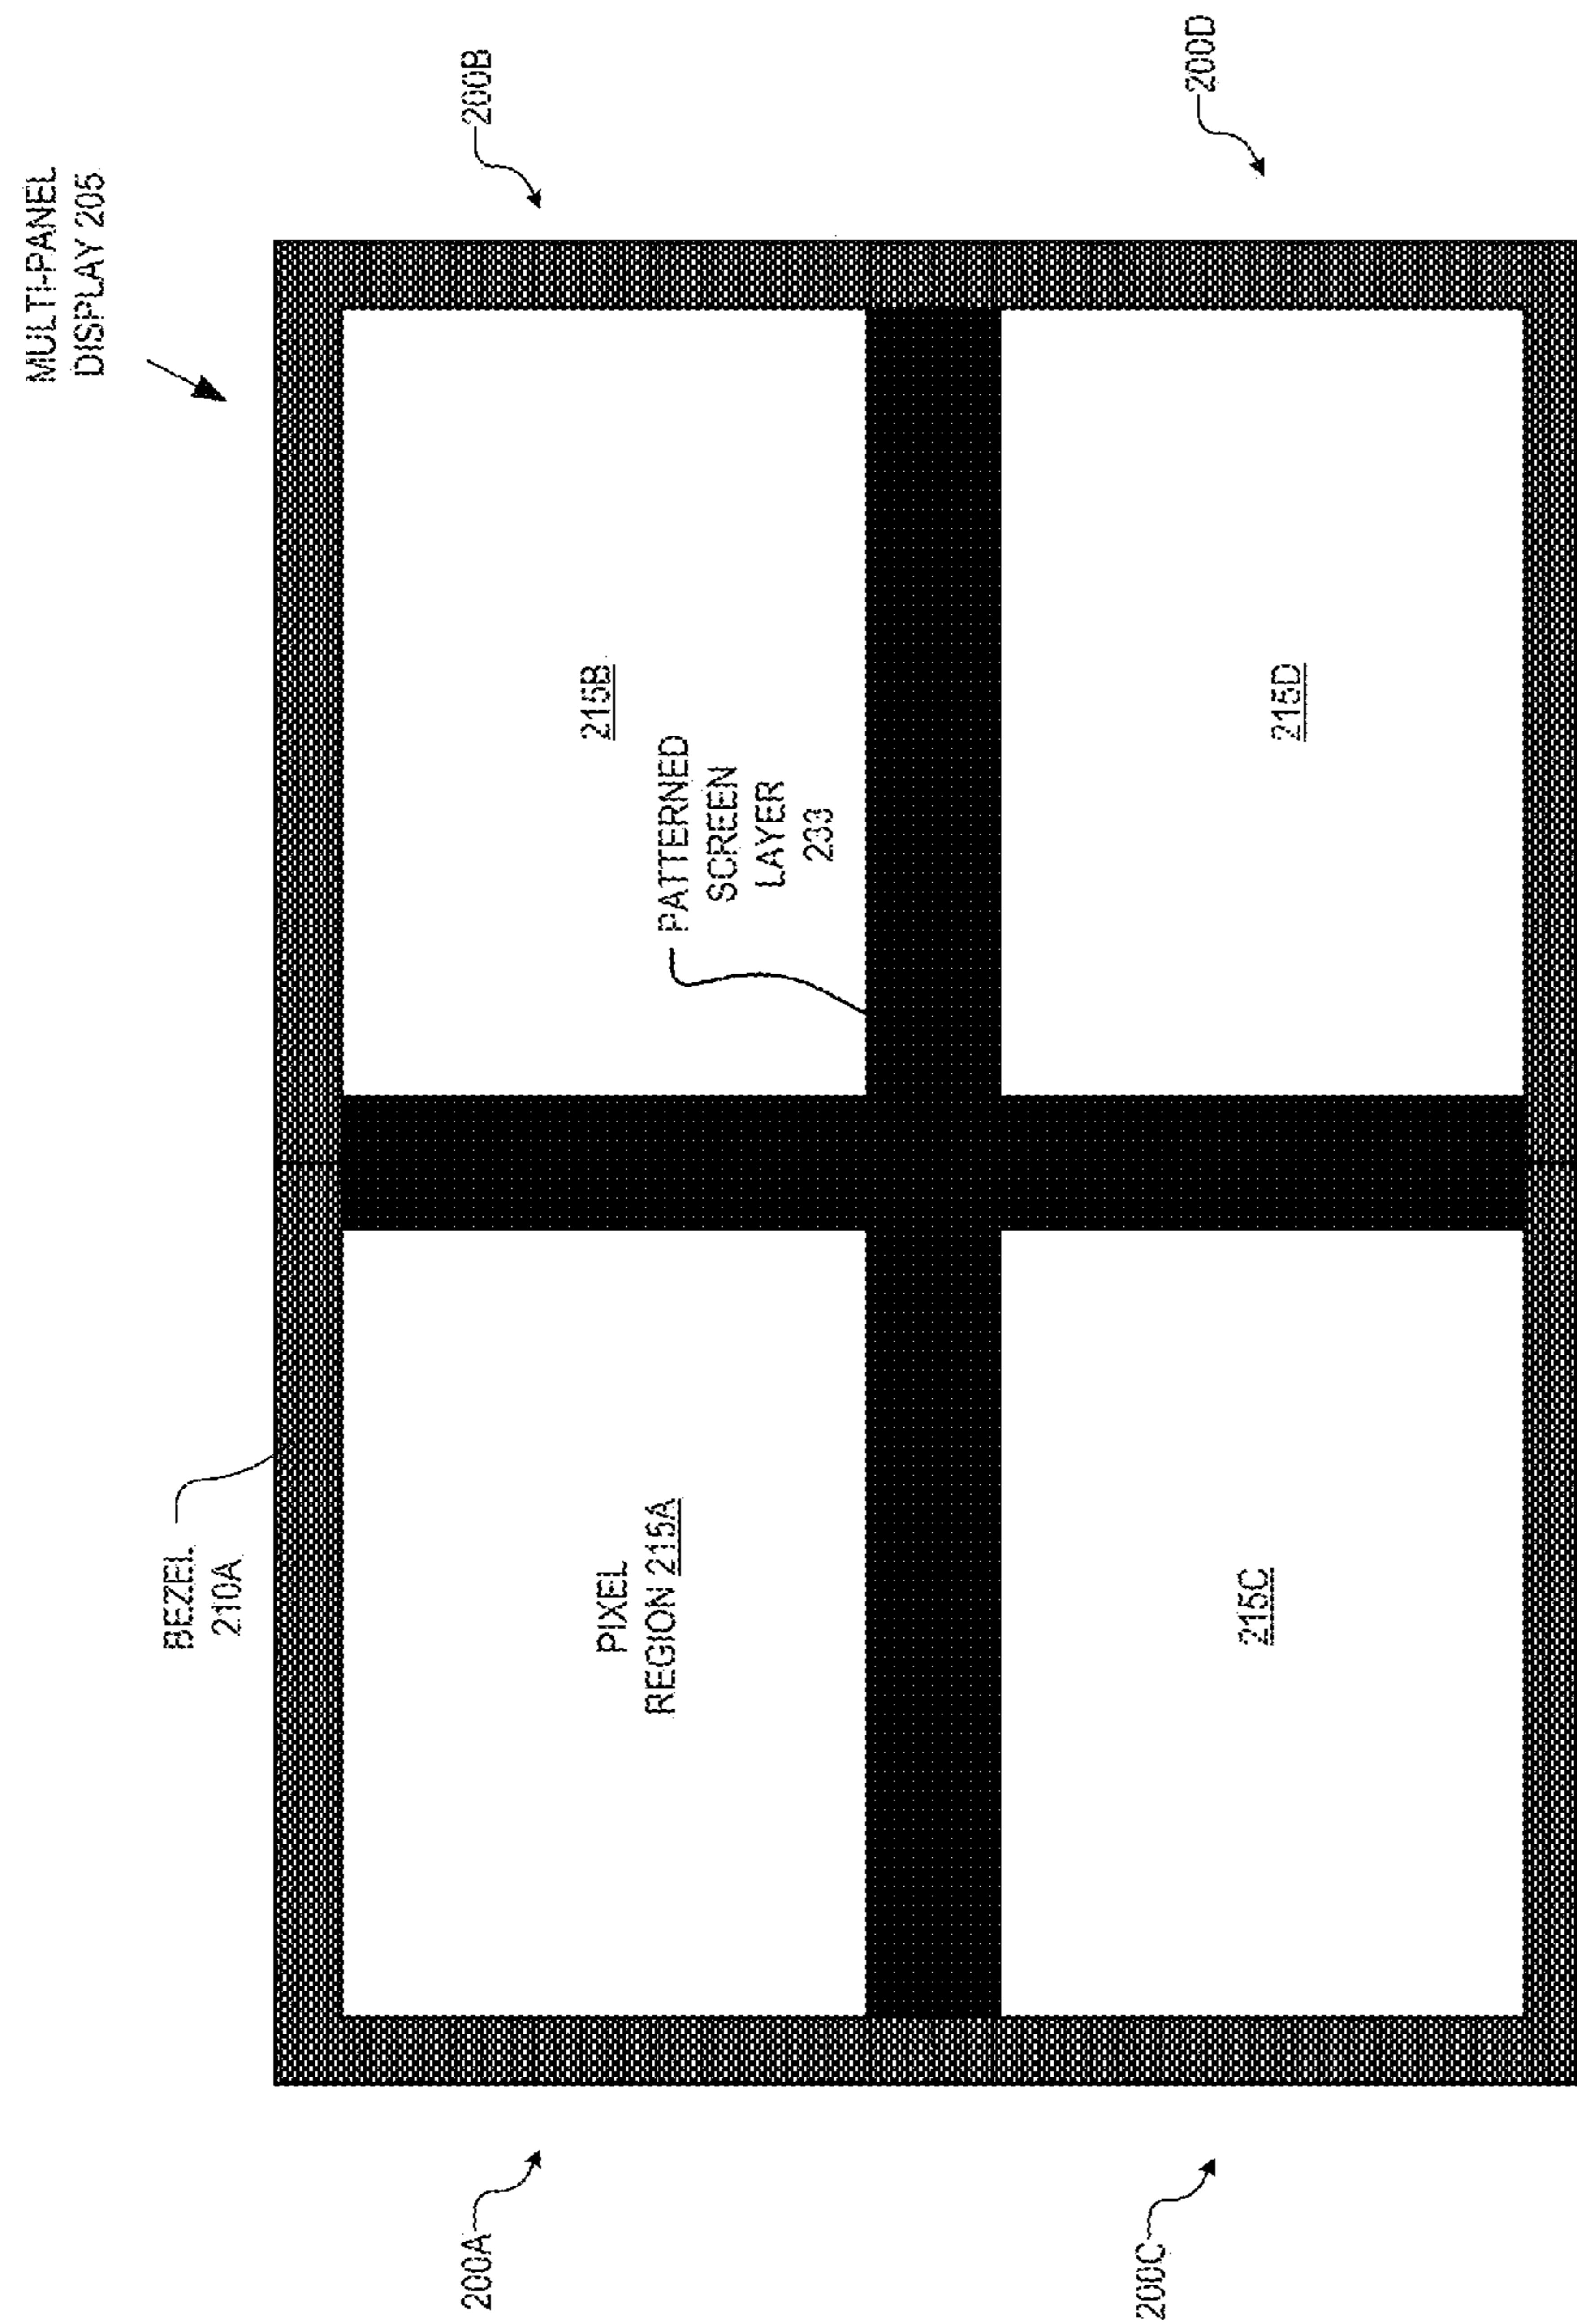 MULTI-PANEL
DISPLAY 205
BEZEL
210A
200A
200B
PIXEL
REGION 215A
215B
PATTERNED
SCREEN
LAYER
233
200C
200D
215C
215D